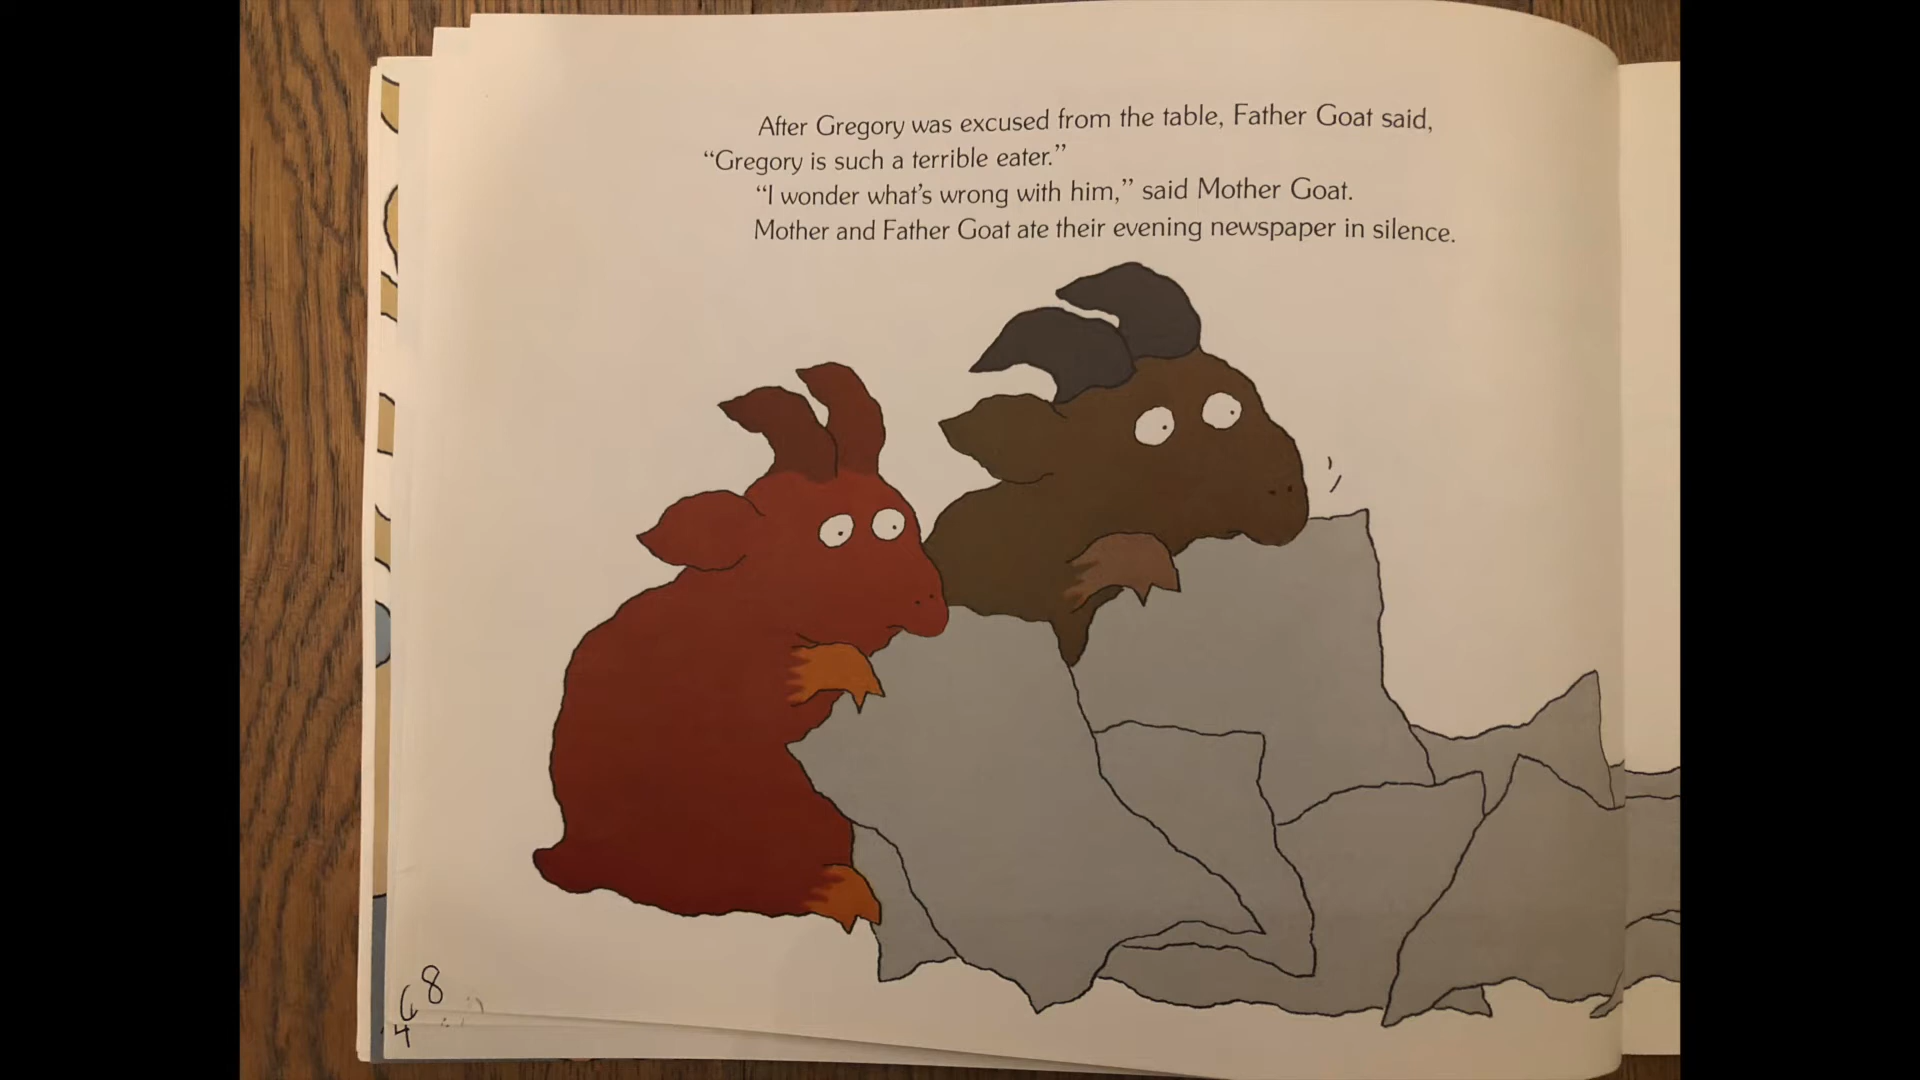 After Gregory was excused from the table, Father Goat said,
“Gregory is such a terrible eater.”
“I wonder what's wrong with him,” said Mother Goat.
Mother and Father Goat ate their evening newspaper in silence.
8
6
4